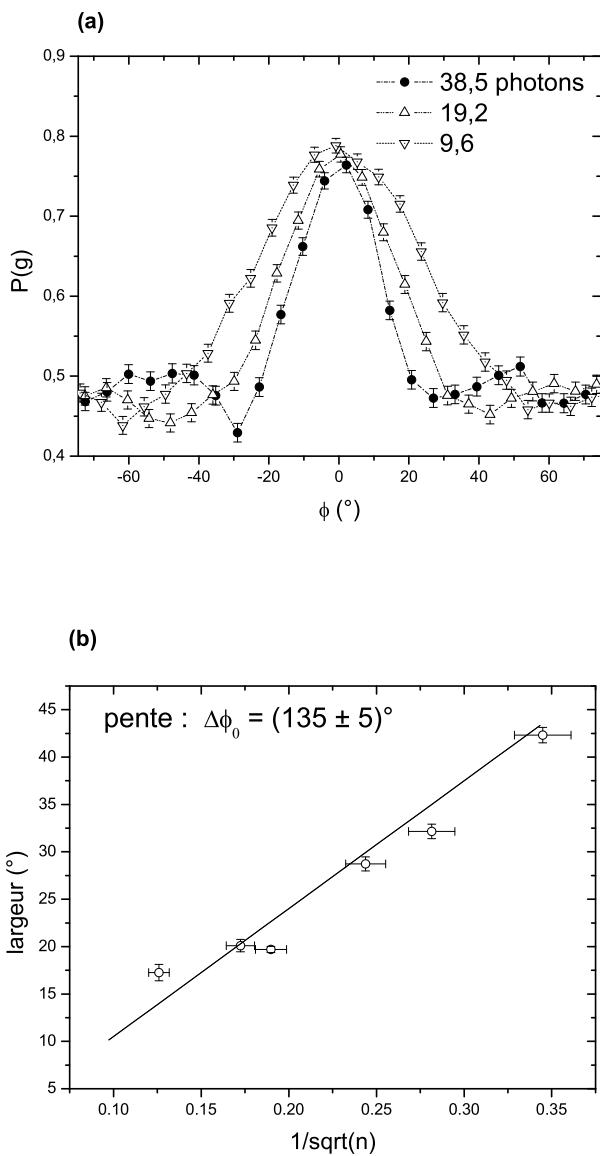 (a)
0,9
0,8
0,7
0,6
0,5
0,4
P(g)
38,5 photons
19,2
9,6
-60 -40 -20 0 20 40 60
ϕ (°)
(b)
45
40
35
30
25
20
15
10
5
largeur (°)
pente : Δϕ₀ = (135 ± 5)°
0.10 0.15 0.20 0.25 0.30 0.35
1/sqrt(n)